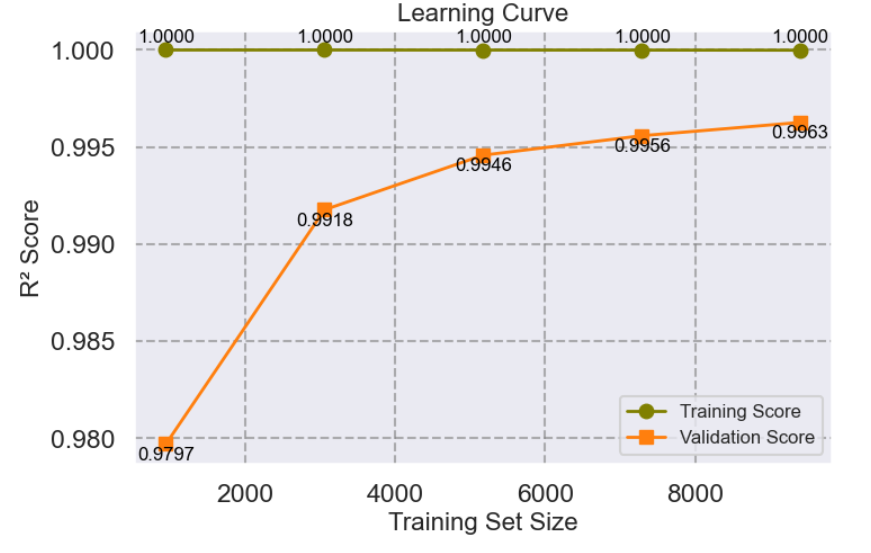 Learning Curve
1.0000 1.0000 1.0000 1.0000 1.0000
1.000
0.9963
0.9956
0.995
0.9946
0.9918
0.990
0.985
0.980
0.9797
R² Score
Training Score
Validation Score
2000 4000 6000 8000
Training Set Size